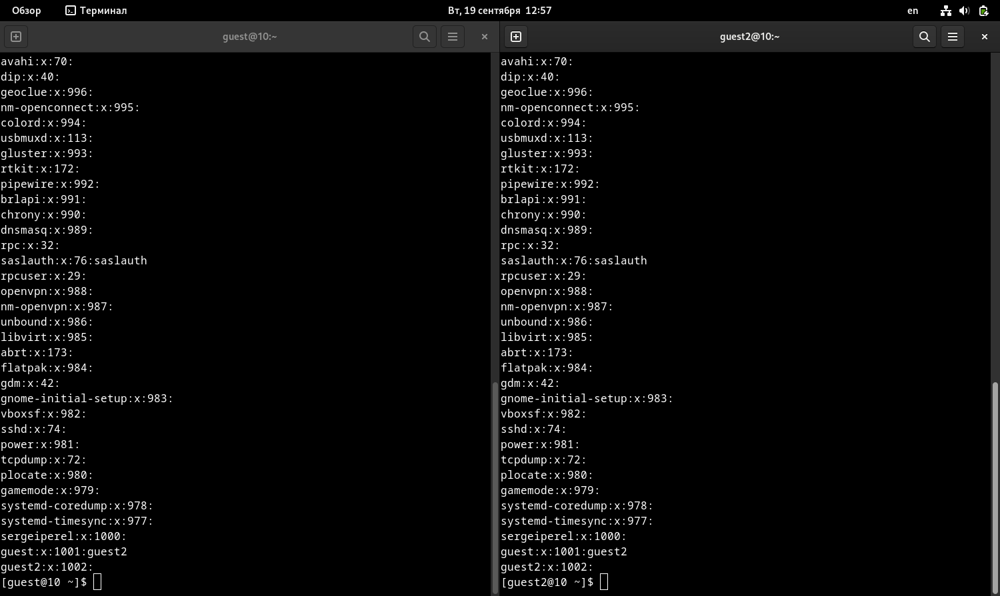 Обзор Терминал Вт, 19 сентября 12:57 en
guest@10:~
avahi:x:70:
dip:x:40:
geoclue:x:996:
nm-openconnect:x:995:
colord:x:994:
usbmuxd:x:113:
gluster:x:993:
rtkit:x:172:
pipewire:x:992:
brlapi:x:991:
chrony:x:990:
dnsmasq:x:989:
rpc:x:32:
saslauth:x:76:saslauth
rpcuser:x:29:
openvpn:x:988:
nm-openvpn:x:987:
unbound:x:986:
libvirt:x:985:
abrt:x:173:
flatpak:x:984:
gdm:x:42:
gnome-initial-setup:x:983:
vboxsf:x:982:
sshd:x:74:
power:x:981:
tcpdump:x:72:
plocate:x:980:
gamemode:x:979:
systemd-coredump:x:978:
systemd-timesync:x:977:
sergeiperel:x:1000:
guest:x:1001:guest2
guest2:x:1002:
[guest@10 ~]$
guest2@10:~
avahi:x:70:
dip:x:40:
geoclue:x:996:
nm-openconnect:x:995:
colord:x:994:
usbmuxd:x:113:
gluster:x:993:
rtkit:x:172:
pipewire:x:992:
brlapi:x:991:
chrony:x:990:
dnsmasq:x:989:
rpc:x:32:
saslauth:x:76:saslauth
rpcuser:x:29:
openvpn:x:988:
nm-openvpn:x:987:
unbound:x:986:
libvirt:x:985:
abrt:x:173:
flatpak:x:984:
gdm:x:42:
gnome-initial-setup:x:983:
vboxsf:x:982:
sshd:x:74:
power:x:981:
tcpdump:x:72:
plocate:x:980:
gamemode:x:979:
systemd-coredump:x:978:
systemd-timesync:x:977:
sergeiperel:x:1000:
guest:x:1001:guest2
guest2:x:1002:
[guest2@10 ~]$